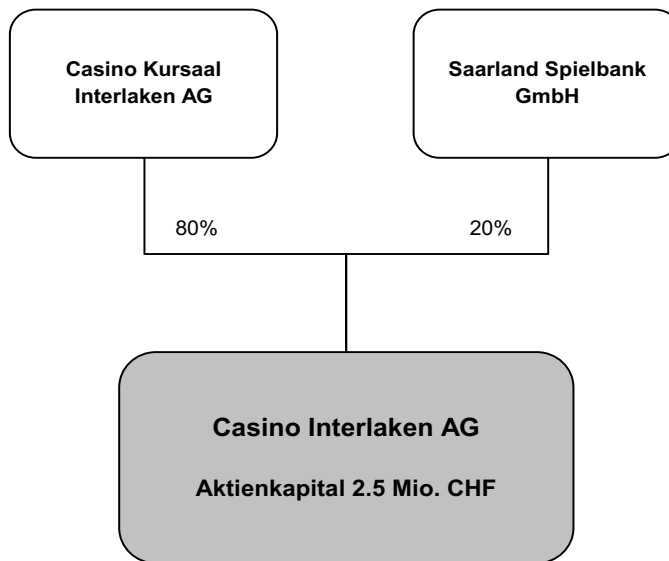 Casino Kursaal
Interlaken AG
Saarland Spielbank
GmbH
80%
20%
Casino Interlaken AG
Aktienkapital 2.5 Mio. CHF